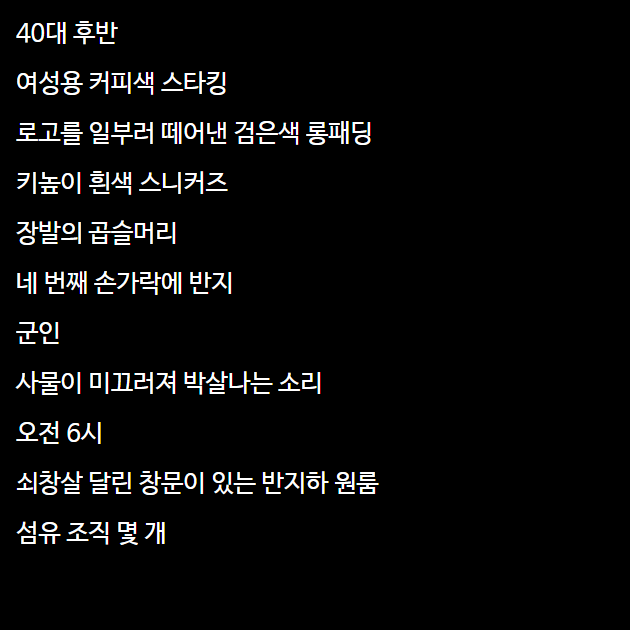 40대 후반
여성용 커피색 스타킹
로고를 일부러 떼어낸 검은색 롱패딩
키높이 흰색 스니커즈
장발의 곱슬머리
네 번째 손가락에 반지
군인
사물이 미끄러져 박살나는 소리
오전 6시
쇠창살 달린 창문이 있는 반지하 원룸
섬유 조직 몇 개